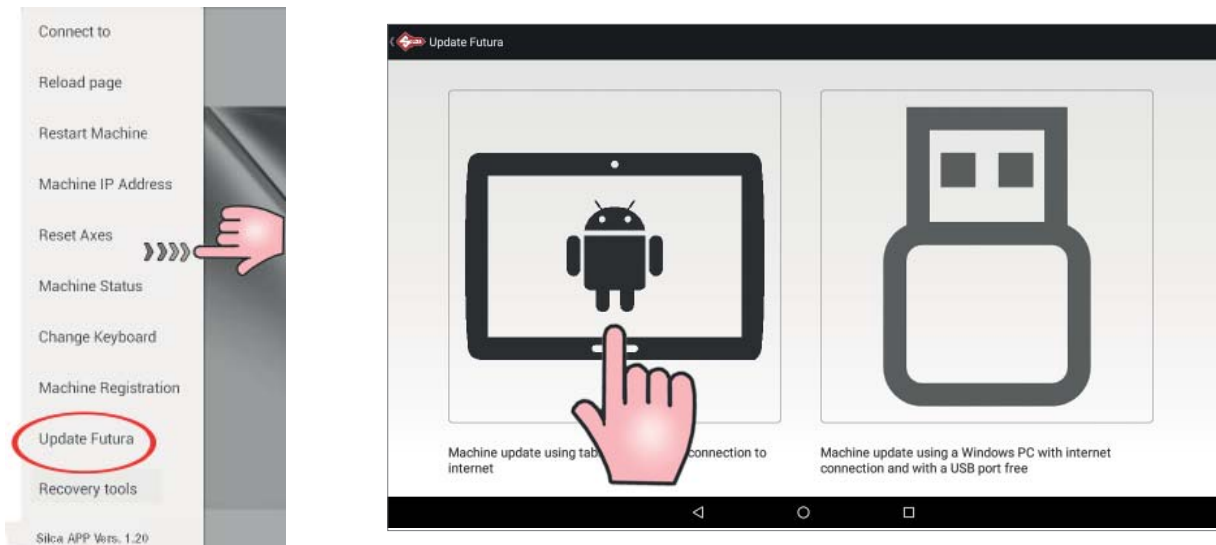 Connect to
Reload page
Restart Machine
Machine IP Address
Reset Axes
Machine Status
Change Keyboard
Machine Registration
Update Futura
Recovery tools
Silca APP Vers. 1.20
Update Futura
Machine update using connection to
internet
Machine update using a Windows PC with internet
connection and with a USB port free